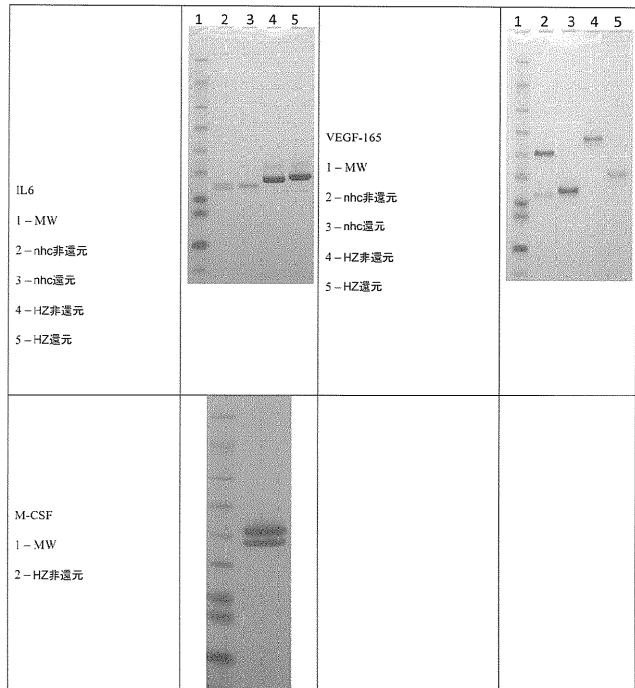 IL6
1 – MW
2 – nhc非還元
3 – nhc還元
4 – HZ非還元
5 – HZ還元
1 2 3 4 5
VEGF-165
1 – MW
2 – nhc非還元
3 – nhc還元
4 – HZ非還元
5 – HZ還元
1 2 3 4 5
M-CSF
1 – MW
2 – HZ非還元